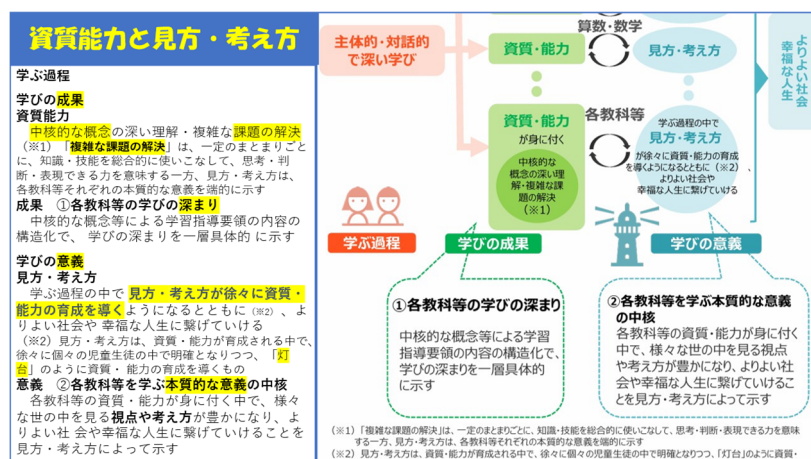 資質能力と見方・考え方
学ぶ過程
学びの成果
資質能力
中核的な概念の深い理解・複雑な課題の解決
（※1）「複雑な課題の解決」は、一定のまとまりごと
に、知識・技能を総合的に使いこなして、思考・判
断・表現できる力を意味する一方、見方・考え方は、
各教科等それぞれの本質的な意義を端的に示す
成果　①各教科等の学びの深まり
中核的な概念等による学習指導要領の内容の
構造化で、 学びの深まりを一層具体的 に示す
学びの意義
見方・考え方
学ぶ過程の中で 見方・考え方が徐々に資質・
能力の育成を導くようになるとともに（※2）、よ
りよい社会や 幸福な人生に繋げていける
（※2）見方・考え方は、資質・能力が育成される中で、
徐々に個々の児童生徒の中で明確となりつつ、「灯
台」のように資質・ 能力の育成を導くもの
意義　②各教科等を学ぶ本質的な意義の中核
各教科等の資質・能力が身に付く中で、様々
な世の中を見る視点や考え方が豊かになり、よ
りよい社 会や幸福な人生に繋げていけることを
見方・考え方によって示す
主体的・対話的
で深い学び
資質・能力
算数・数学
見方・考え方
よりよい社会
幸福な人生
資質・能力
が身に付く
中核的な
概念の深い理
解・複雑な課
題の解決
（※1）
各教科等
学ぶ過程の中で
見方・考え方
が徐々に資質・能力の育成
を導くようになるとともに（※2）、
よりよい社会や
幸福な人生に繋げていける
学ぶ過程
学びの成果
学びの意義
①各教科等の学びの深まり
中核的な概念等による学習
指導要領の内容の構造化で、
学びの深まりを一層具体的
に示す
②各教科等を学ぶ本質的な意義
の中核
各教科等の資質・能力が身に付く
中で、様々な世の中を見る視点
や考え方が豊かになり、よりよい社
会や幸福な人生に繋げていけるこ
とを見方・考え方によって示す
（※1）「複雑な課題の解決」は、一定のまとまりごとに、知識・技能を総合的に使いこなして、思考・判断・表現できる力を意味
する一方、見方・考え方は、各教科等それぞれの本質的な意義を端的に示す
（※2）見方・考え方は、資質・能力が育成される中で、徐々に個々の児童生徒の中で明確となりつつ、「灯台」のように資質・